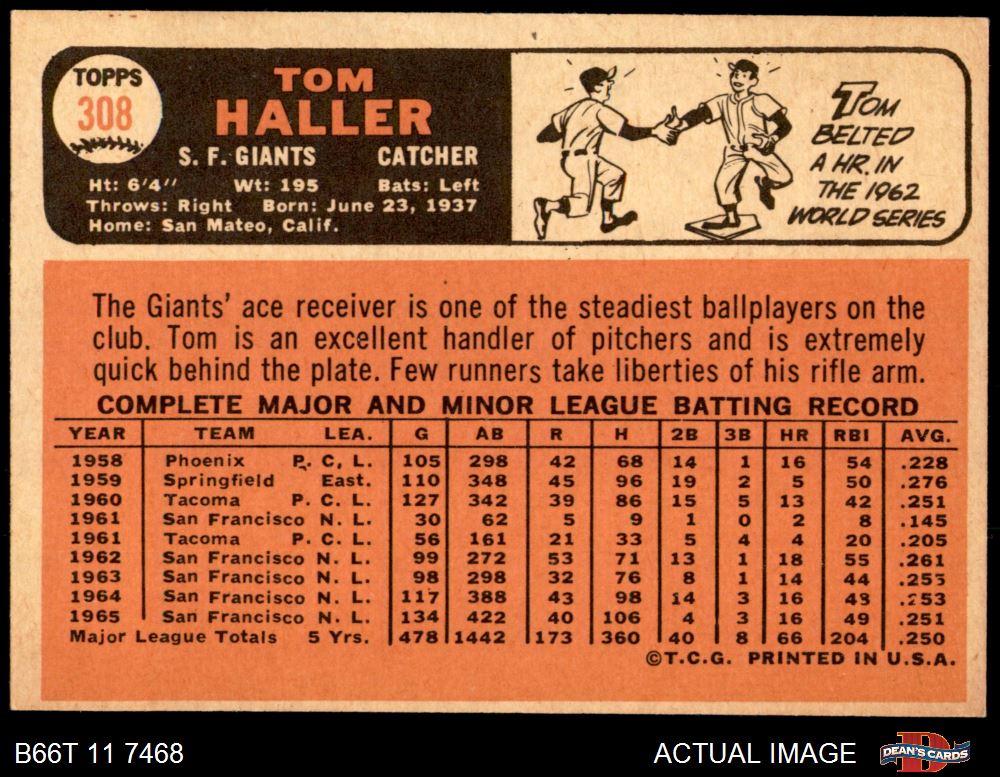 TOPPS
308
TOM
HALLER
S. F. GIANTS CATCHER
Ht: 6'4'' Wt: 195 Bats: Left
Throws: Right Born: June 23, 1937
Home: San Mateo, Calif.
TOM
BELTED
A HR. IN
THE 1962
WORLD SERIES
The Giants' ace receiver is one of the steadiest ballplayers on the
club. Tom is an excellent handler of pitchers and is extremely
quick behind the plate. Few runners take liberties of his rifle arm.
COMPLETE MAJOR AND MINOR LEAGUE BATTING RECORD
YEAR TEAM LEA. G AB R H 2B 3B HR RBI AVG.
1958 Phoenix P. C. L. 105 298 42 68 14 1 16 54 .228
1959 Springfield East. 110 348 45 96 19 2 5 50 .276
1960 Tacoma P. C. L. 127 342 39 86 15 5 13 42 .251
1961 San Francisco N. L. 30 62 5 9 1 0 2 8 .145
1961 Tacoma P. C. L. 56 161 21 33 5 4 4 20 .205
1962 San Francisco N. L. 99 272 53 71 13 1 18 55 .261
1963 San Francisco N. L. 98 298 32 76 8 1 14 44 .255
1964 San Francisco N. L. 117 388 43 98 14 3 16 48 .253
1965 San Francisco N. L. 134 422 40 106 4 3 16 49 .251
Major League Totals 5 Yrs. 478 1442 173 360 40 8 66 204 .250
©T.C.G. PRINTED IN U.S.A.
B66T 11 7468 ACTUAL IMAGE DEAN'S CARDS